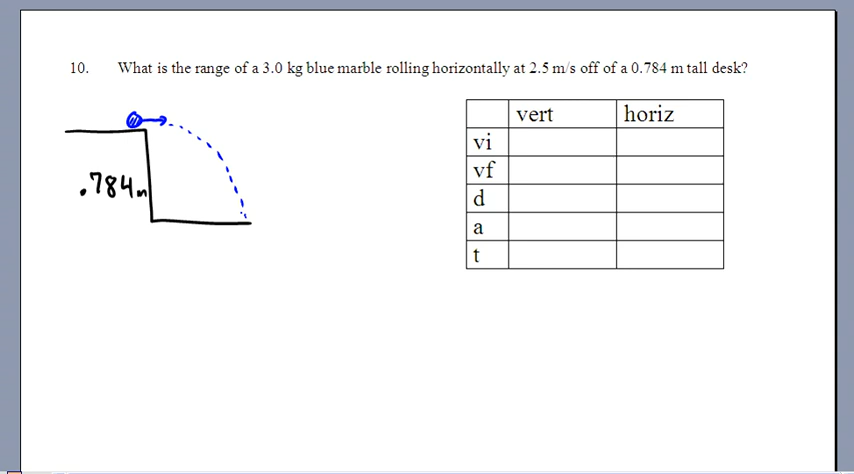 10. What is the range of a 3.0 kg blue marble rolling horizontally at 2.5 m/s off of a 0.784 m tall desk?
.784m
vert horiz
vi
vf
d
a
t